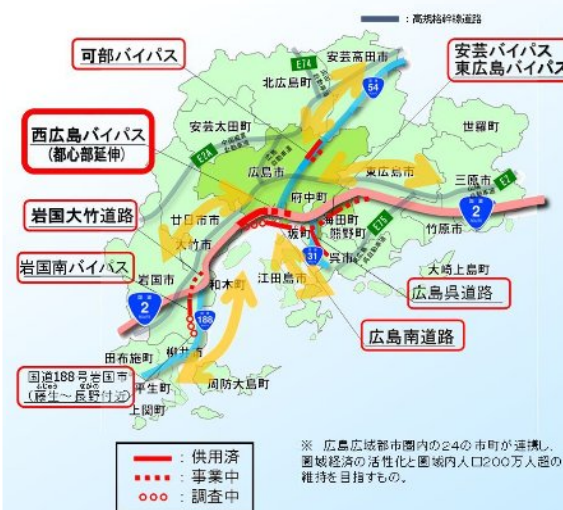 ：高規格幹線道路
可部バイパス
安芸バイパス
東広島バイパス
安芸高田市
E74
北広島町
54
西広島バイパス
（都心部延伸）
安芸太田町
E2A
世羅町
広島市
東広島市
府中町
三原市
E2
岩国大竹道路
廿日市市
海田町
E75
2
竹原市
大竹市
坂町
熊野町
岩国南バイパス
呉市
大崎上島町
岩国市
和木町
江田島市
31
広島呉道路
2
188
広島南道路
田布施町
柳井市
国道188号岩国市
（藤生～長野付近）
平生町
周防大島町
上関町
：供用済
：事業中
：調査中
※ 広島広域都市圏内の24の市町が連携し、
圏域経済の活性化と圏域内人口200万人超の
維持を目指すもの。